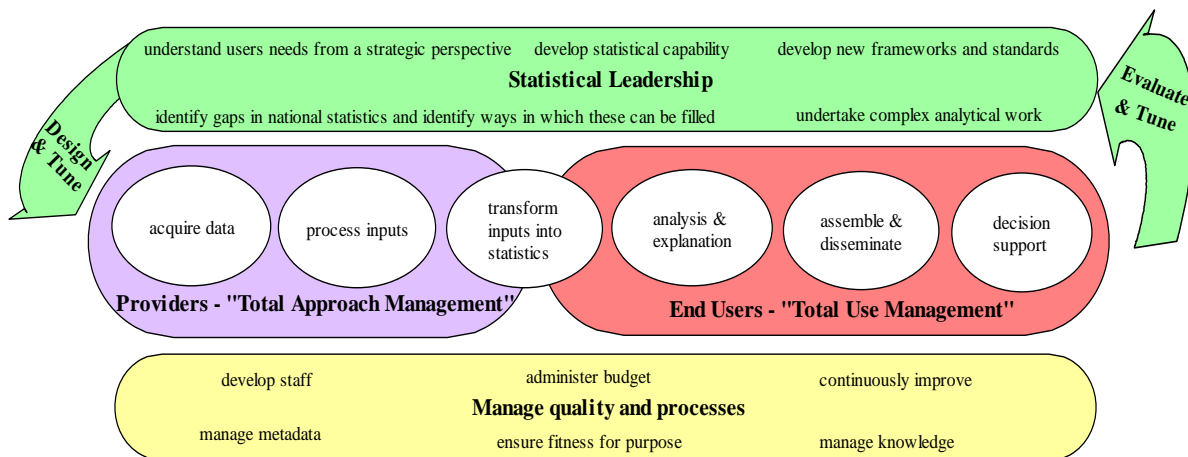 understand users needs from a strategic perspective
develop statistical capability
develop new frameworks and standards
Statistical Leadership
identify gaps in national statistics and identify ways in which these can be filled
undertake complex analytical work
Design
& Tune
Evaluate
& Tune
acquire data
process inputs
transform
inputs into
statistics
analysis &
explanation
assemble &
disseminate
decision
support
Providers - "Total Approach Management"
End Users - "Total Use Management"
develop staff
administer budget
continuously improve
Manage quality and processes
manage metadata
ensure fitness for purpose
manage knowledge